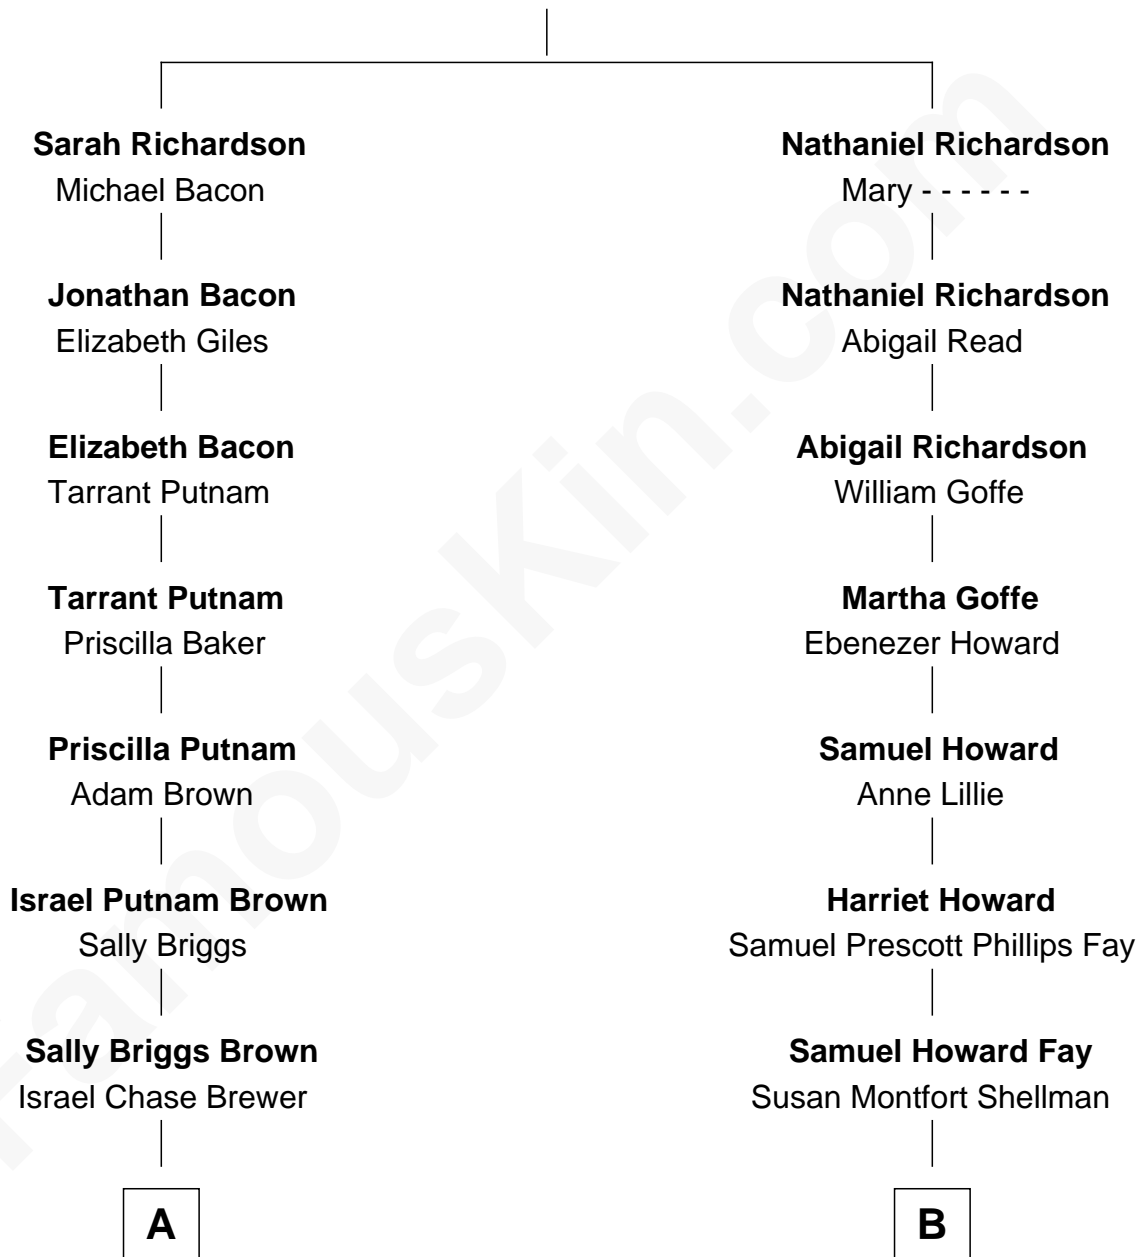 Sarah Richardson
Michael Bacon
Jonathan Bacon
Elizabeth Giles
Elizabeth Bacon
Tarrant Putnam
Tarrant Putnam
Priscilla Baker
Priscilla Putnam
Adam Brown
Israel Putnam Brown
Sally Briggs
Sally Briggs Brown
Israel Chase Brewer
A
Nathaniel Richardson
Mary - - - - - -
Nathaniel Richardson
Abigail Read
Abigail Richardson
William Goffe
Martha Goffe
Ebenezer Howard
Samuel Howard
Anne Lillie
Harriet Howard
Samuel Prescott Phillips Fay
Samuel Howard Fay
Susan Montfort Shellman
B
FamousKin.com